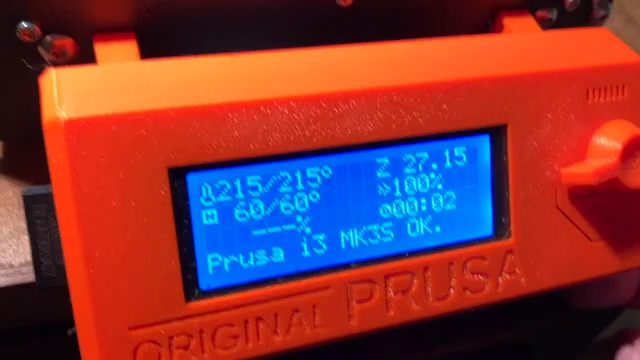 215/215° Z 27.15
60/60° 100%
---% 00:02
Prusa i3 MK3S OK.
ORIGINAL PRUSA